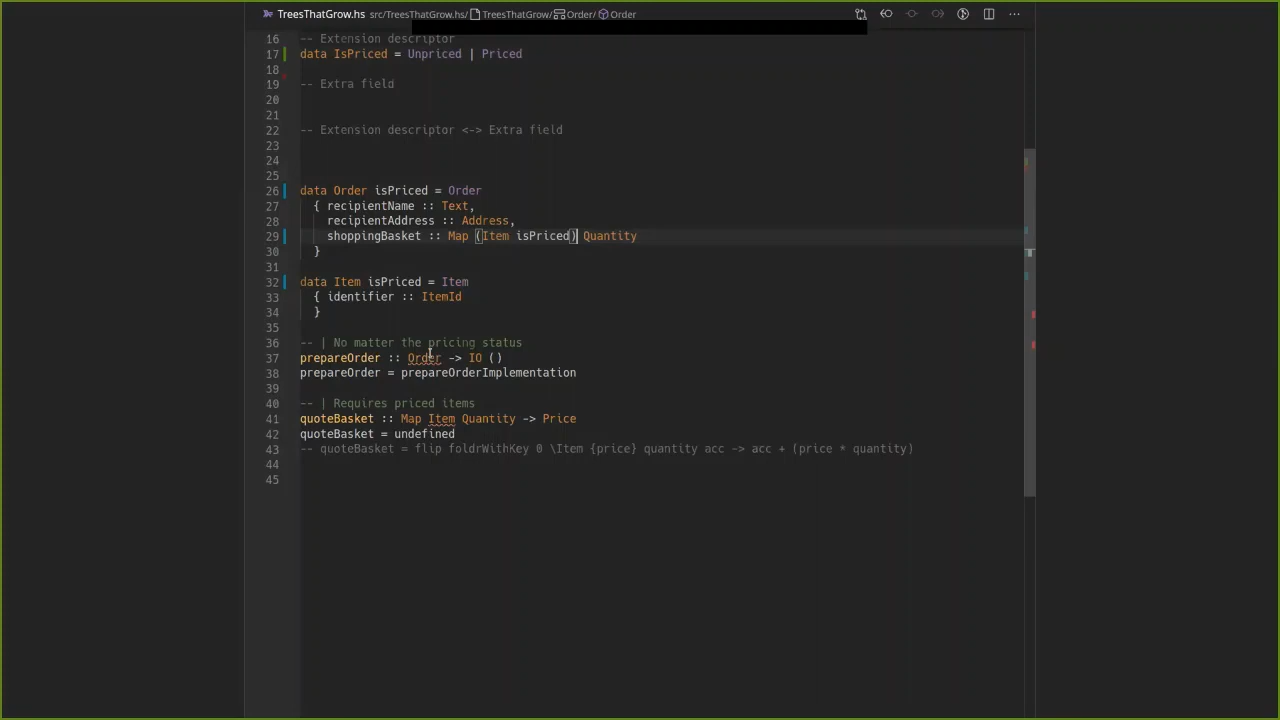 TreesThatGrow.hs src/TreesThatGrow.hs/ TreesThatGrow/ Order/ Order
16 -- Extension descriptor
17 data IsPriced = Unpriced | Priced
18
19 -- Extra field
20
21
22 -- Extension descriptor <-> Extra field
23
24
25
26 data Order isPriced = Order
27 { recipientName :: Text,
28 recipientAddress :: Address,
29 shoppingBasket :: Map (Item isPriced) Quantity
30 }
31
32 data Item isPriced = Item
33 { identifier :: ItemId
34 }
35
36 -- | No matter the pricing status
37 prepareOrder :: Order -> IO ()
38 prepareOrder = prepareOrderImplementation
39
40 -- | Requires priced items
41 quoteBasket :: Map Item Quantity -> Price
42 quoteBasket = undefined
43 -- quoteBasket = flip foldrWithKey 0 \Item {price} quantity acc -> acc + (price * quantity)
44
45